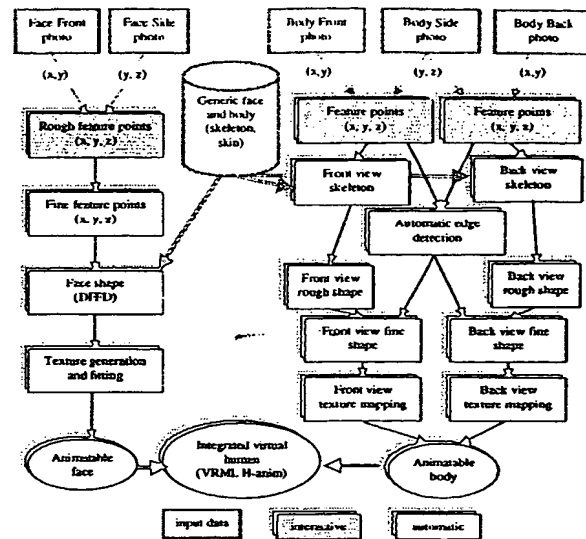 Face Front
photo
Face Side
photo
Body Front
photo
Body Side
photo
Body Back
photo
(x,y)
(y, z)
(x,y)
(y, z)
(x,y)
Generic face
and body
(skeleton,
skin)
Rough feature points
(x, y, z)
Feature points
(x, y, z)
Feature points
(x, y, z)
Fine feature points
(x, y, z)
Front view
skeleton
Back view
skeleton
Automatic edge
detection
Face shape
(DFFD)
Front view
rough shape
Back view
rough shape
Texture generation
and fitting
Front view fine
shape
Back view fine
shape
Front view
texture mapping
Back view
texture mapping
Animatable
face
Integrated virtual
human
(VRML H-anim)
Animatable
body
input data
interactive
automatic